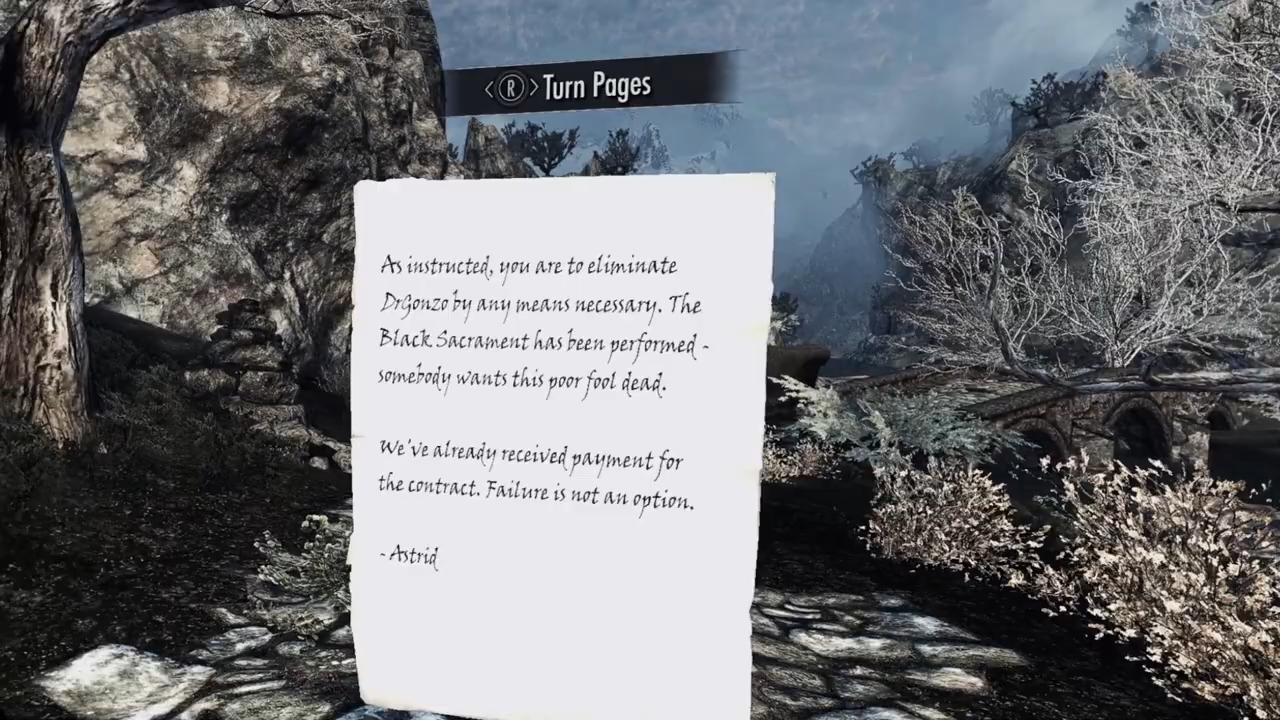 <R> Turn Pages
As instructed, you are to eliminate
DrGonzo by any means necessary. The
Black Sacrament has been performed -
somebody wants this poor fool dead.
We've already received payment for
the contract. Failure is not an option.
- Astrid